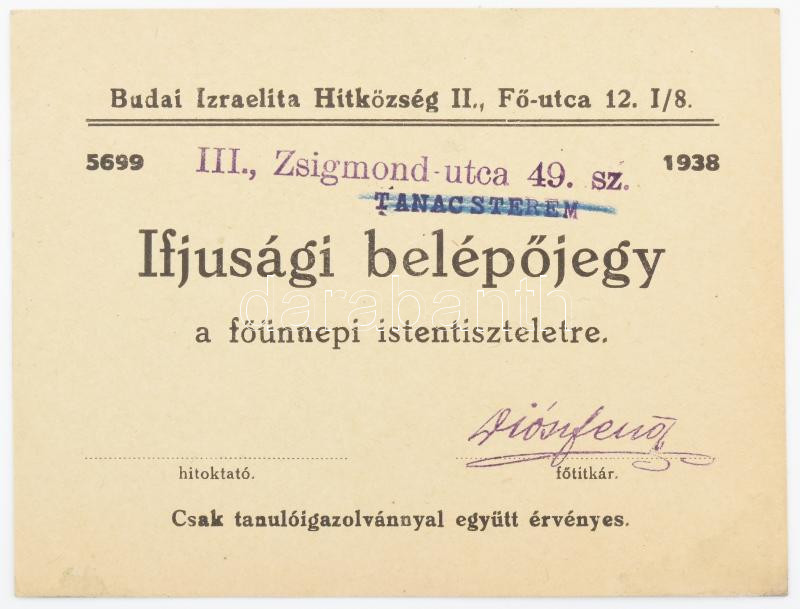 Budai Izraelita Hitközség II., Fő-utca 12. I/8.
5699 III., Zsigmond-utca 49. sz. 1938
TANACSTEREM
Ifjusági belépőjegy
darabanth
a főünnepi istentiszteletre.
hitoktató. főtitkár.
Csak tanulóigazolvánnyal együtt érvényes.